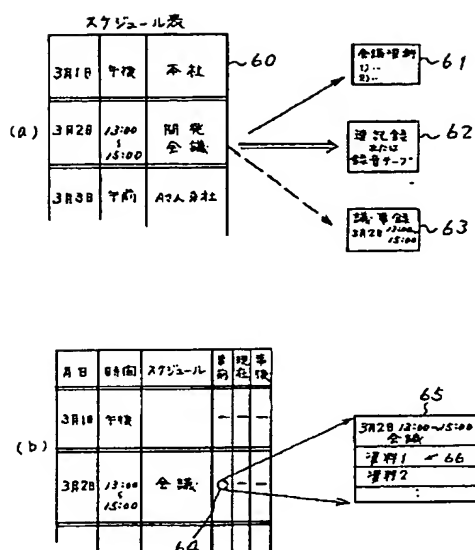 スケジュール表
(a)
3月1日 午後 本社
60
3月2日 13:00 〜 15:00 開発 会議
3月3日 午前 Aさん来社
会議資料
1)…
2)…
61
速記録
または
録音テープ
62
議事録
3月2日 13:00〜
15:00
63
(b)
月日 時間 スケジュール 事前 現在 事後
3月1日 午後 — — —
3月2日 13:00 〜 15:00 会議 — —
64
65
3月2日 13:00〜15:00
会議
資料1 66
資料2
⋮